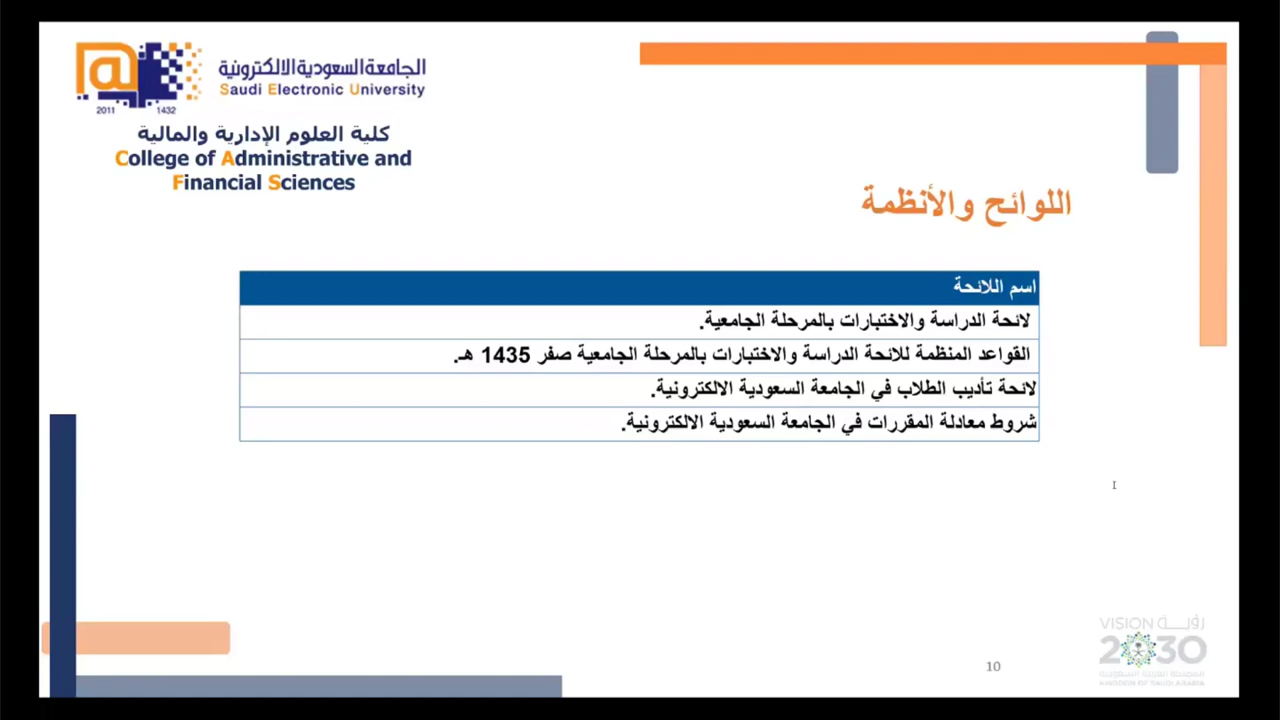 الجامعة السعودية الالكترونية
Saudi Electronic University
2011 1432
كلية العلوم الإدارية والمالية
College of Administrative and
Financial Sciences
اللوائح والأنظمة
اسم اللائحة
لائحة الدراسة والاختبارات بالمرحلة الجامعية.
القواعد المنظمة للائحة الدراسة والاختبارات بالمرحلة الجامعية صفر 1435 هـ.
لائحة تأديب الطلاب في الجامعة السعودية الالكترونية.
شروط معادلة المقررات في الجامعة السعودية الالكترونية.
VISION رؤيـــة
2030
المملكة العربية السعودية
KINGDOM OF SAUDI ARABIA
10